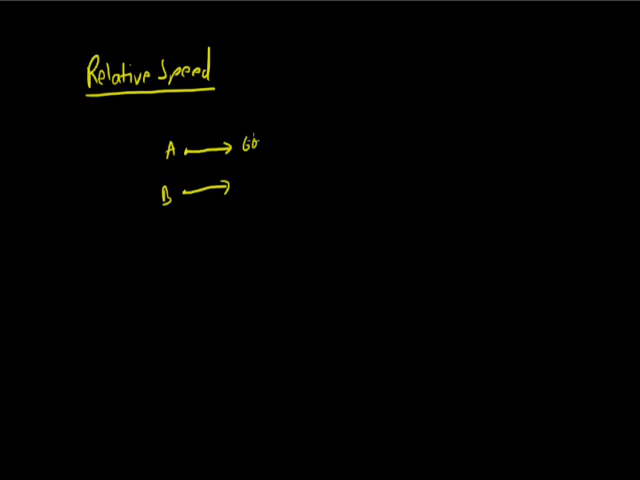 Relative Speed
A → 60
B →